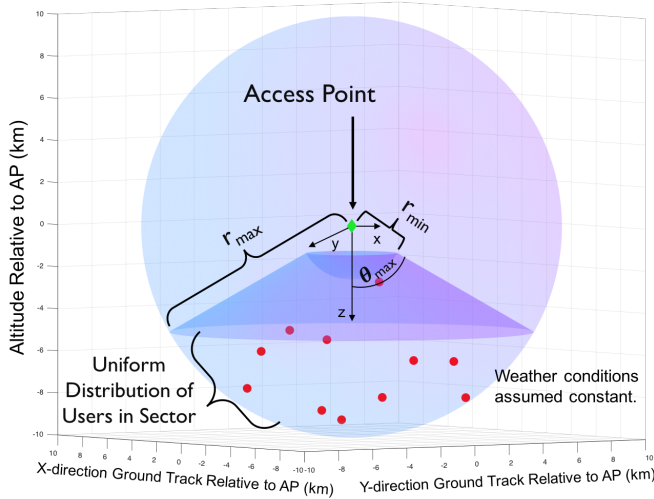 10
8
6
4
2
0
-2
-4
-6
-8
-10
Altitude Relative to AP (km)
Access Point
r max
r min
y
x
z
θ max
Uniform
Distribution of
Users in Sector
Weather conditions
assumed constant.
10 8 6 4 2 0 -2 -4 -6 -8 -10
-10 -8 -6 -4 -2 0 2 4 6 8 10
X-direction Ground Track Relative to AP (km)
Y-direction Ground Track Relative to AP (km)